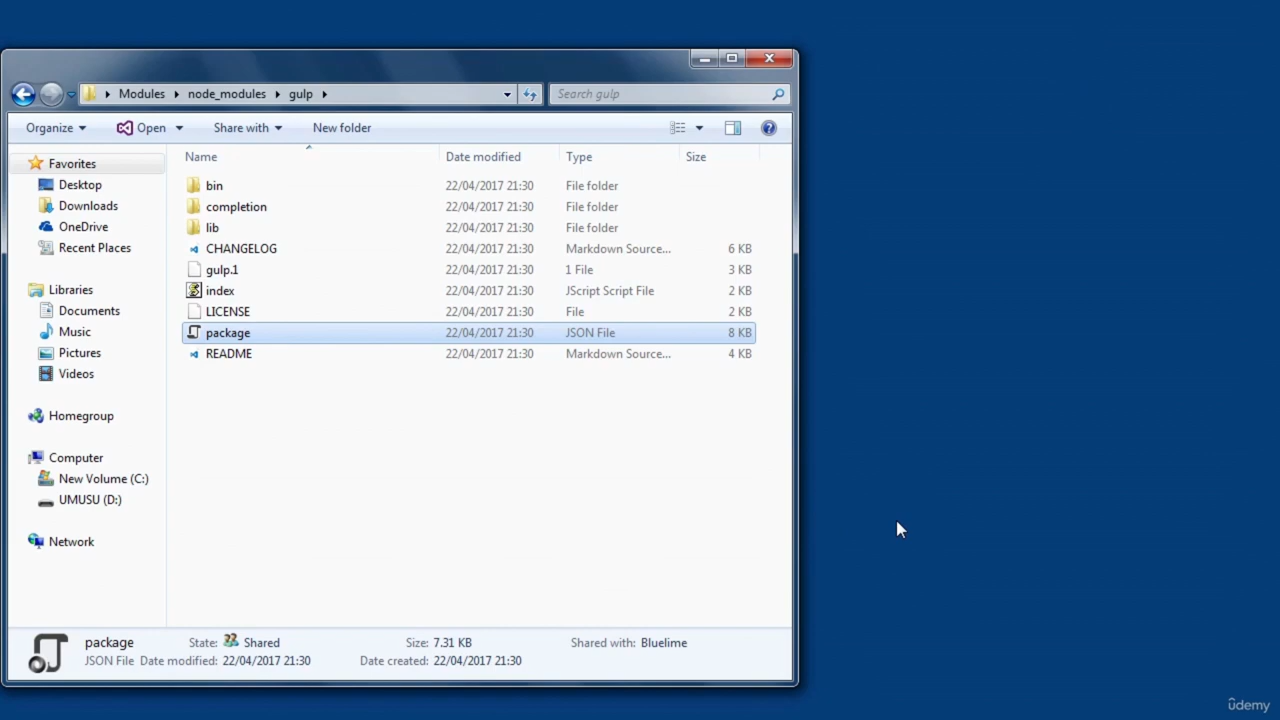 Modules node_modules gulp Search gulp
Organize Open Share with New folder
Name Date modified Type Size
Favorites
Desktop
Downloads
OneDrive
Recent Places
Libraries
Documents
Music
Pictures
Videos
Homegroup
Computer
New Volume (C:)
UMUSU (D:)
Network
bin 22/04/2017 21:30 File folder
completion 22/04/2017 21:30 File folder
lib 22/04/2017 21:30 File folder
CHANGELOG 22/04/2017 21:30 Markdown Source... 6 KB
gulp.1 22/04/2017 21:30 1 File 3 KB
index 22/04/2017 21:30 JScript Script File 2 KB
LICENSE 22/04/2017 21:30 File 2 KB
package 22/04/2017 21:30 JSON File 8 KB
README 22/04/2017 21:30 Markdown Source... 4 KB
package State: Shared Size: 7.31 KB Shared with: Bluelime
JSON File Date modified: 22/04/2017 21:30 Date created: 22/04/2017 21:30
ûdemy